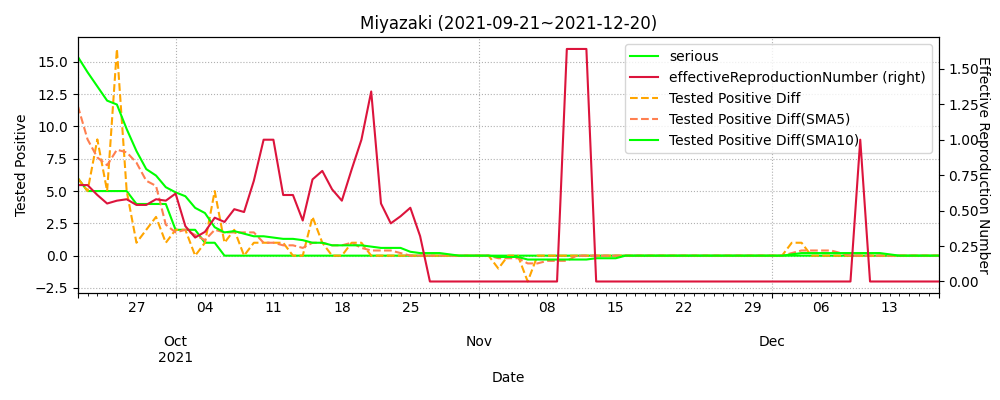 Miyazaki (2021-09-21~2021-12-20)
serious
effectiveReproductionNumber (right)
Tested Positive Diff
Tested Positive Diff(SMA5)
Tested Positive Diff(SMA10)
15.0
12.5
10.0
7.5
5.0
2.5
0.0
−2.5
Tested Positive
1.50
1.25
1.00
0.75
0.50
0.25
0.00
Effective Reproduction Number
27 04 11 18 25 08 15 22 29 06 13
Oct Nov Dec
2021
Date